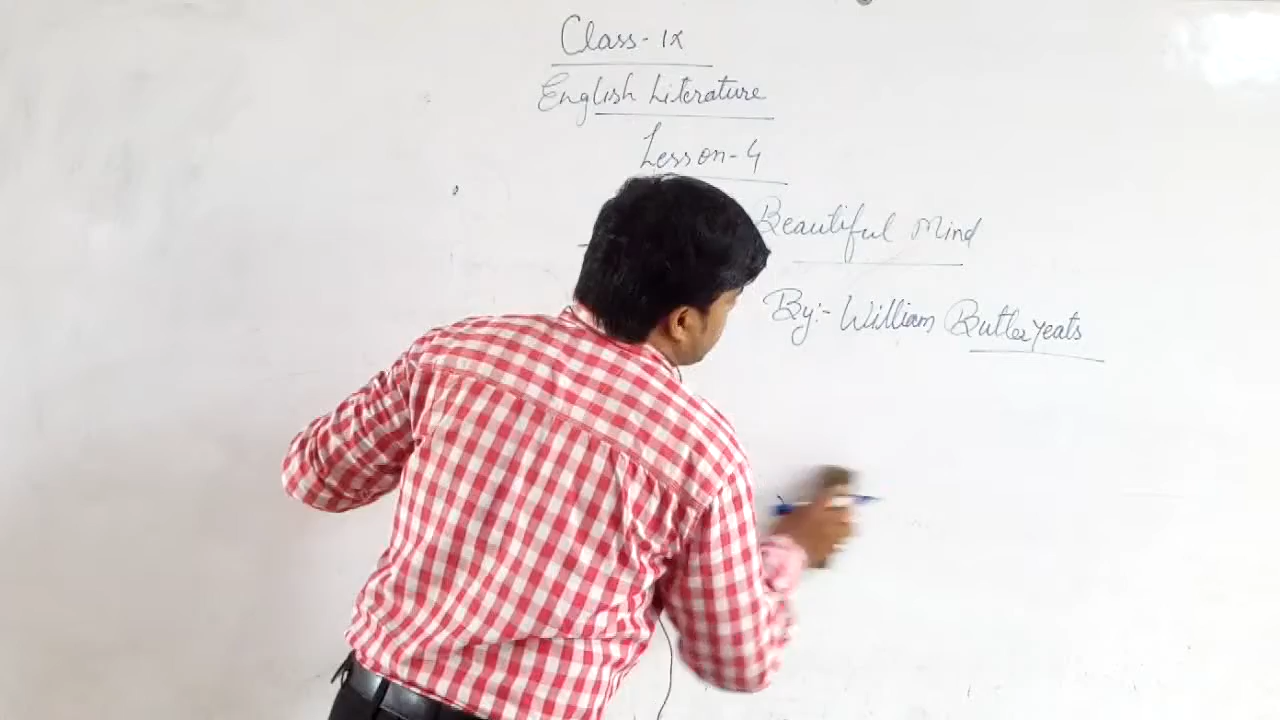 Class-IX
English Literature
Lesson-4
Beautiful Mind
By:- William Butler Yeats